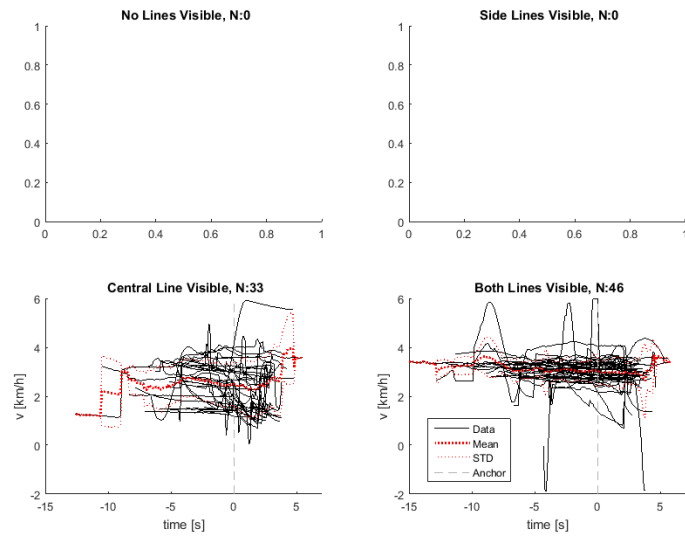 No Lines Visible, N:0
1
0.8
0.6
0.4
0.2
0
0 0.2 0.4 0.6 0.8 1
Side Lines Visible, N:0
1
0.8
0.6
0.4
0.2
0
0 0.2 0.4 0.6 0.8 1
Central Line Visible, N:33
v [km/h]
6
4
2
0
-2
-15 -10 -5 0 5
time [s]
Both Lines Visible, N:46
v [km/h]
6
4
2
0
-2
Data
Mean
STD
Anchor
-15 -10 -5 0 5
time [s]